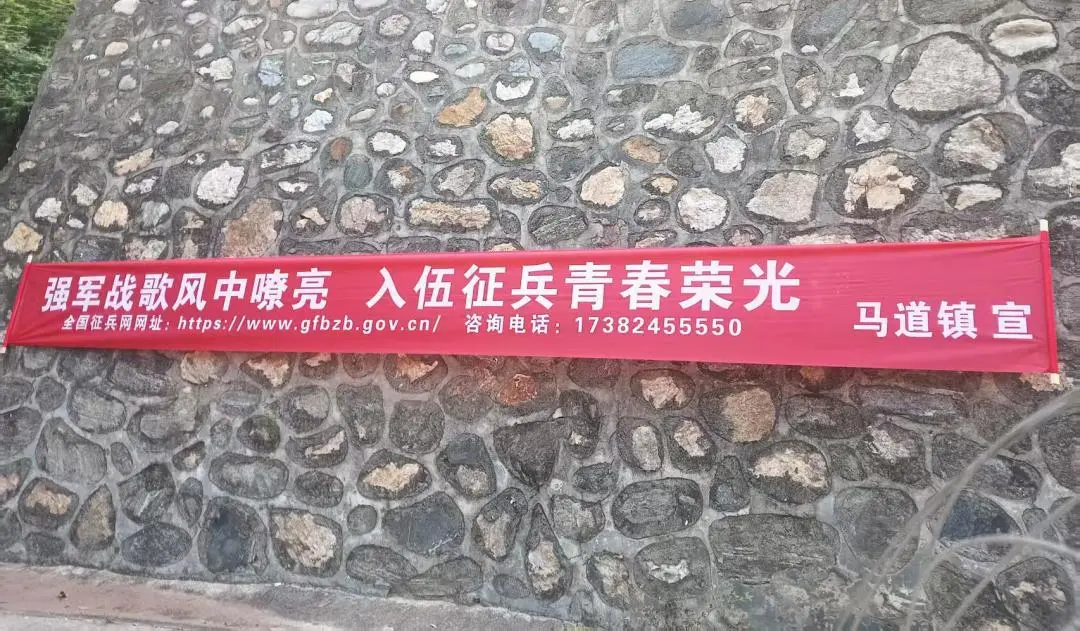 强军战歌风中嘹亮 入伍征兵青春荣光
全国征兵网网址：https://www.gfbzb.gov.cn/ 咨询电话：17382455550
马道镇 宣